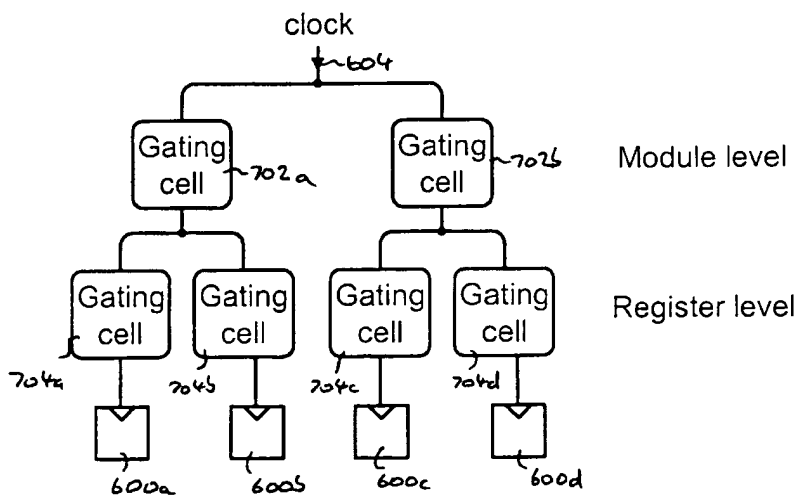 clock
604
Gating
cell
702a
Gating
cell
702b
Module level
Gating
cell
704a
Gating
cell
704b
Gating
cell
704c
Gating
cell
704d
Register level
600a
600b
600c
600d